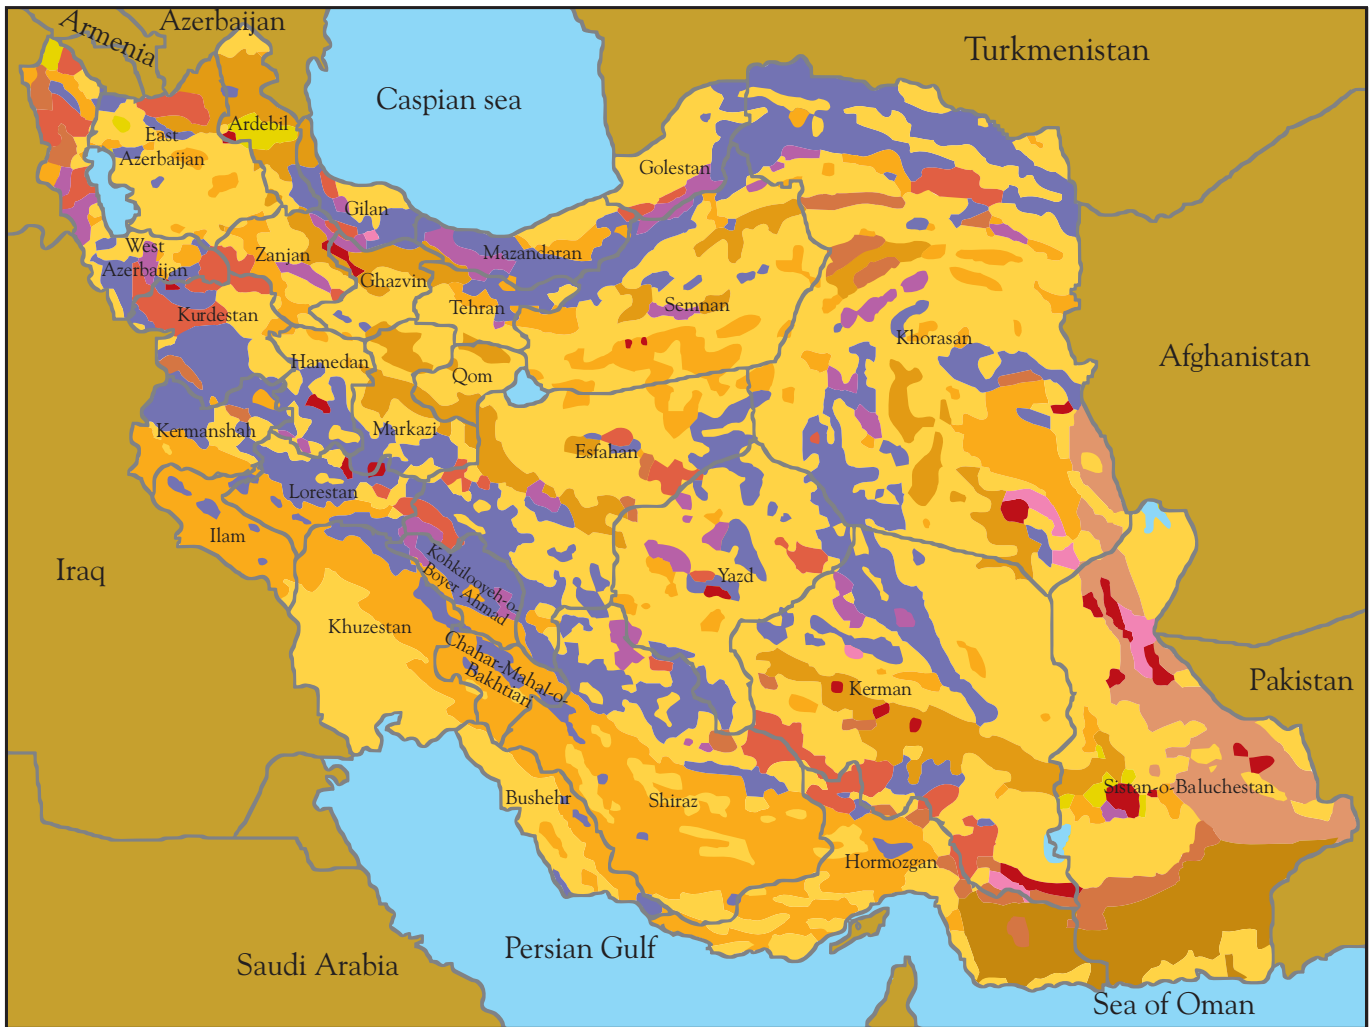 Azerbaijan
Armenia
Turkmenistan
Caspian sea
Ardebil
East
Azerbaijan
Golestan
Gilan
West
Azerbaijan
Zanjan
Mazandaran
Ghazvin
Tehran
Semnan
Kurdestan
Khorasan
Hamedan
Qom
Afghanistan
Kermanshah
Markazi
Esfahan
Lorestan
Ilam
Iraq
Kohkilooyeh-o-
Boyer Ahmad
Yazd
Khuzestan
Chahar-Mahal-o-
Bakhtiari
Kerman
Pakistan
Bushehr
Shiraz
Sistan-o-Baluchestan
Hormozgan
Persian Gulf
Saudi Arabia
Sea of Oman